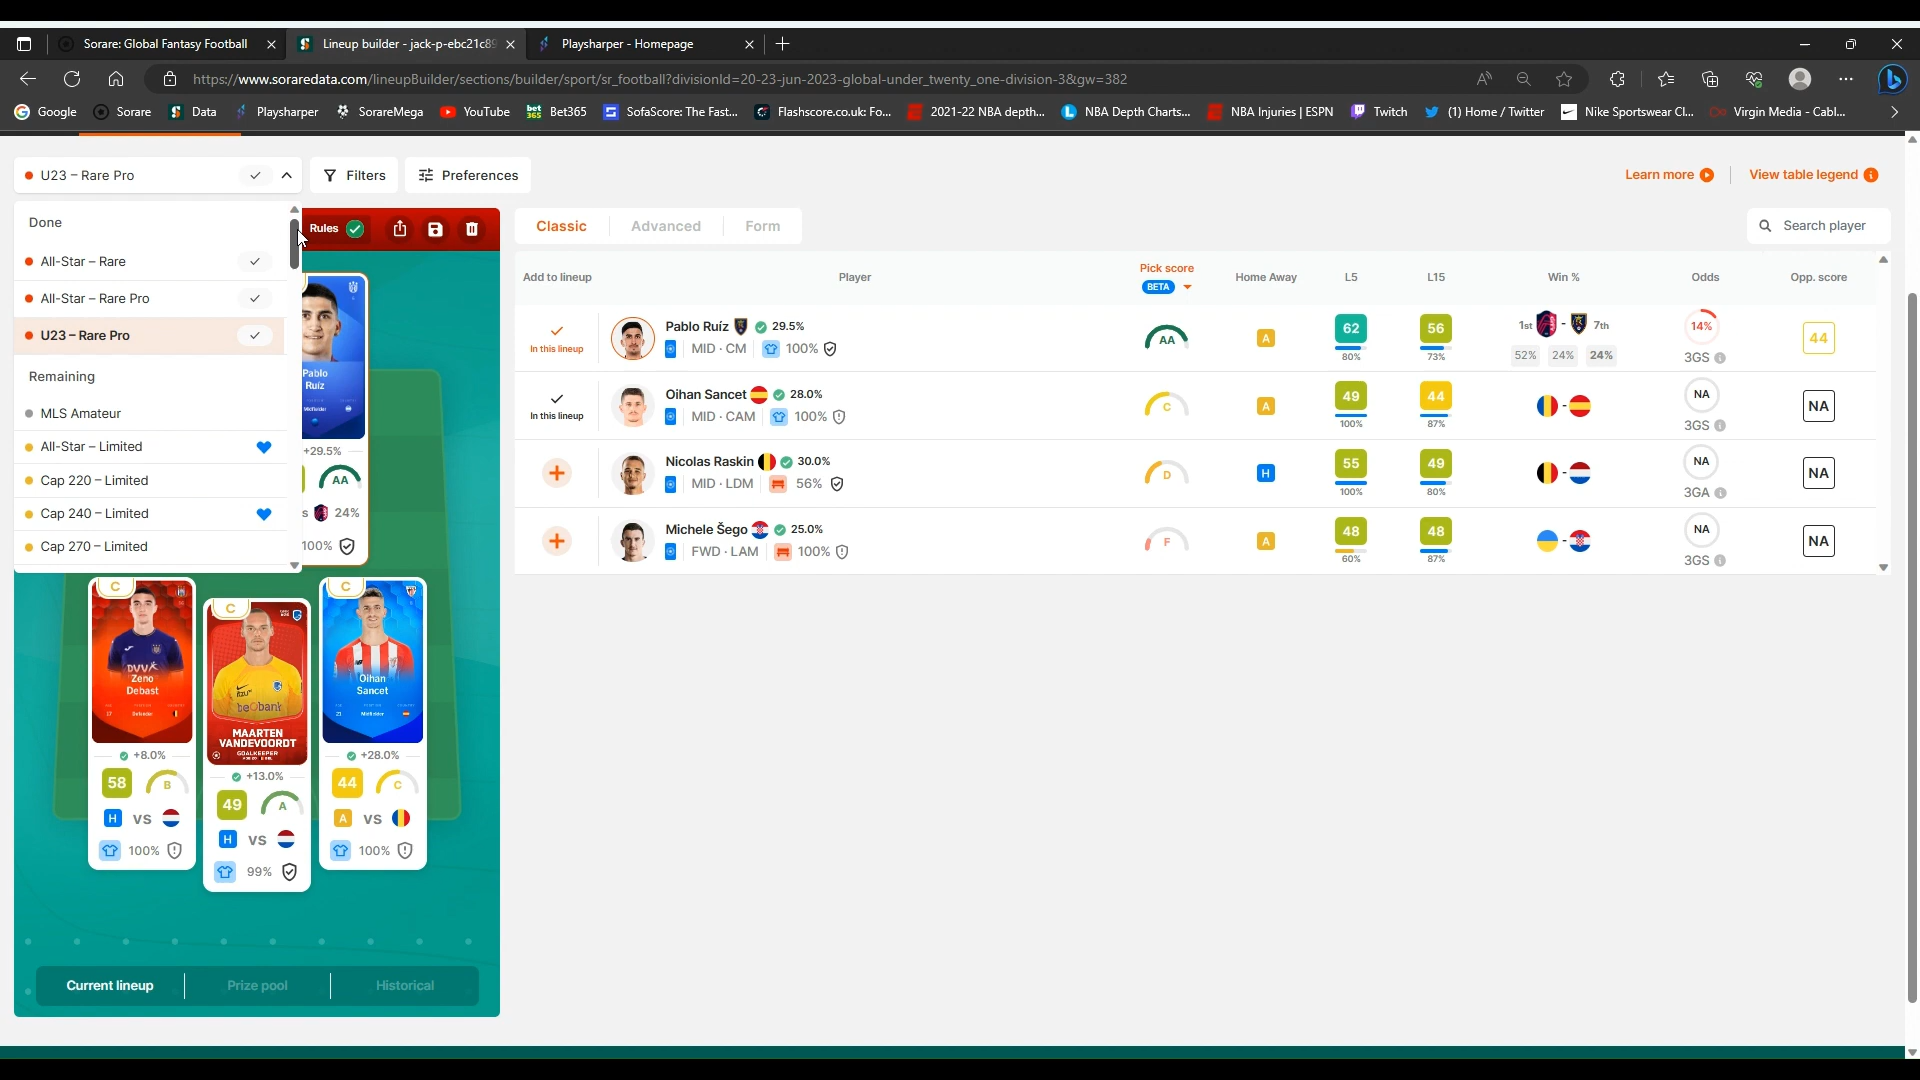 Sorare: Global Fantasy Football
Lineup builder - jack-p-ebc21c89
Playsharper - Homepage
https://www.soraredata.com/lineupBuilder/sections/builder/sport/sr_football?divisionId=20-23-jun-2023-global-under_twenty_one-division-3&gw=382
Google Sorare Data Playsharper SorareMega YouTube Bet365 SofaScore: The Fast... Flashscore.co.uk: Fo... 2021-22 NBA depth... NBA Depth Charts... NBA Injuries | ESPN Twitch (1) Home / Twitter Nike Sportswear Cl... Virgin Media - Cabl...
U23 - Rare Pro
Filters
Preferences
Learn more
View table legend
Done
All-Star – Rare
All-Star – Rare Pro
U23 – Rare Pro
Remaining
MLS Amateur
All-Star – Limited
Cap 220 – Limited
Cap 240 – Limited
Cap 270 – Limited
Rules
Pablo
Ruíz
+29.5%
AA
s 24%
100%
C
Zeno
Debast
+8.0%
58 B
H vs
100%
C
beobank
MAARTEN
VANDEVOORDT
GOALKEEPER
+13.0%
49 A
H vs
99%
C
Oihan
Sancet
+28.0%
44 C
A vs
100%
Current lineup
Prize pool
Historical
Classic
Advanced
Form
Search player
Add to lineup
Player
Pick score
BETA
Home Away
L5
L15
Win %
Odds
Opp. score
In this lineup
Pablo Ruíz 29.5%
MID · CM 100%
AA
A
62
80%
56
73%
1st - 7th
52% 24% 24%
14%
3GS
44
In this lineup
Oihan Sancet 28.0%
MID · CAM 100%
C
A
49
100%
44
87%
-
NA
3GS
NA
Nicolas Raskin 30.0%
MID · LDM 56%
D
H
55
100%
49
80%
-
NA
3GA
NA
Michele Šego 25.0%
FWD · LAM 100%
F
A
48
60%
48
87%
-
NA
3GS
NA